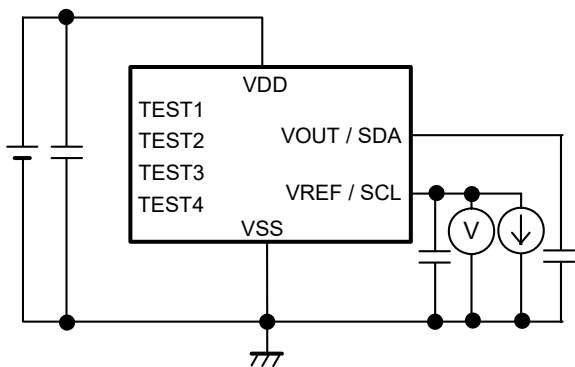 VDD
TEST1
TEST2
VOUT / SDA
TEST3
VREF / SCL
TEST4
VSS
V